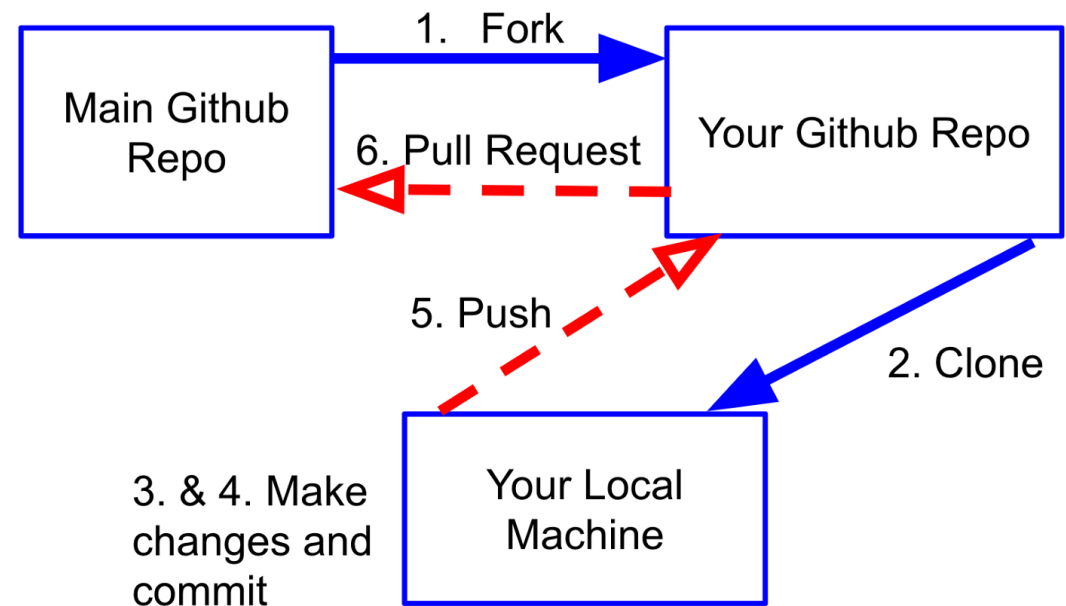 1. Fork
Main Github
Repo
Your Github Repo
6. Pull Request
5. Push
2. Clone
3. & 4. Make
changes and
commit
Your Local
Machine